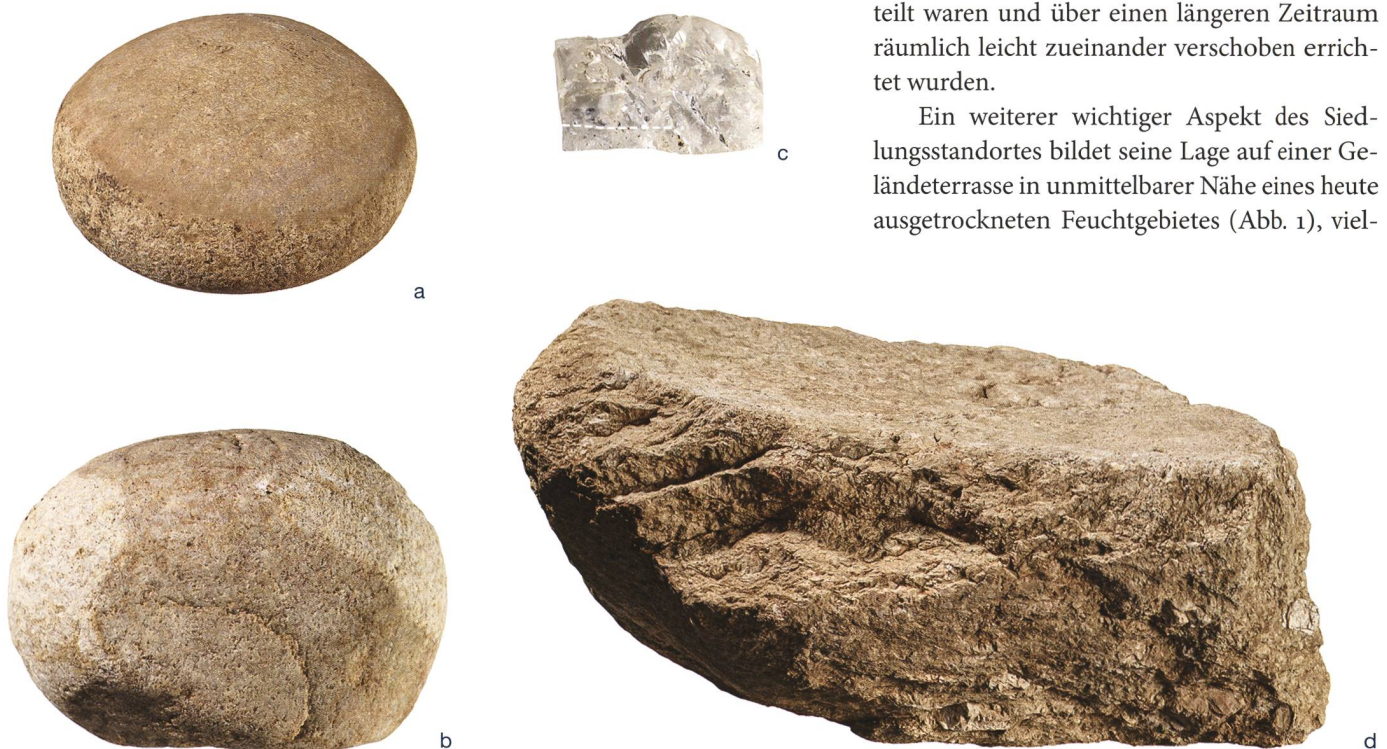 teilt waren und über einen längeren Zeitraum
räumlich leicht zueinander verschoben errich-
tet wurden.
Ein weiterer wichtiger Aspekt des Sied-
lungsstandortes bildet seine Lage auf einer Ge-
ländeterrasse in unmittelbarer Nähe eines heute
ausgetrockneten Feuchtgebietes (Abb. 1), viel-
c
a
b
d